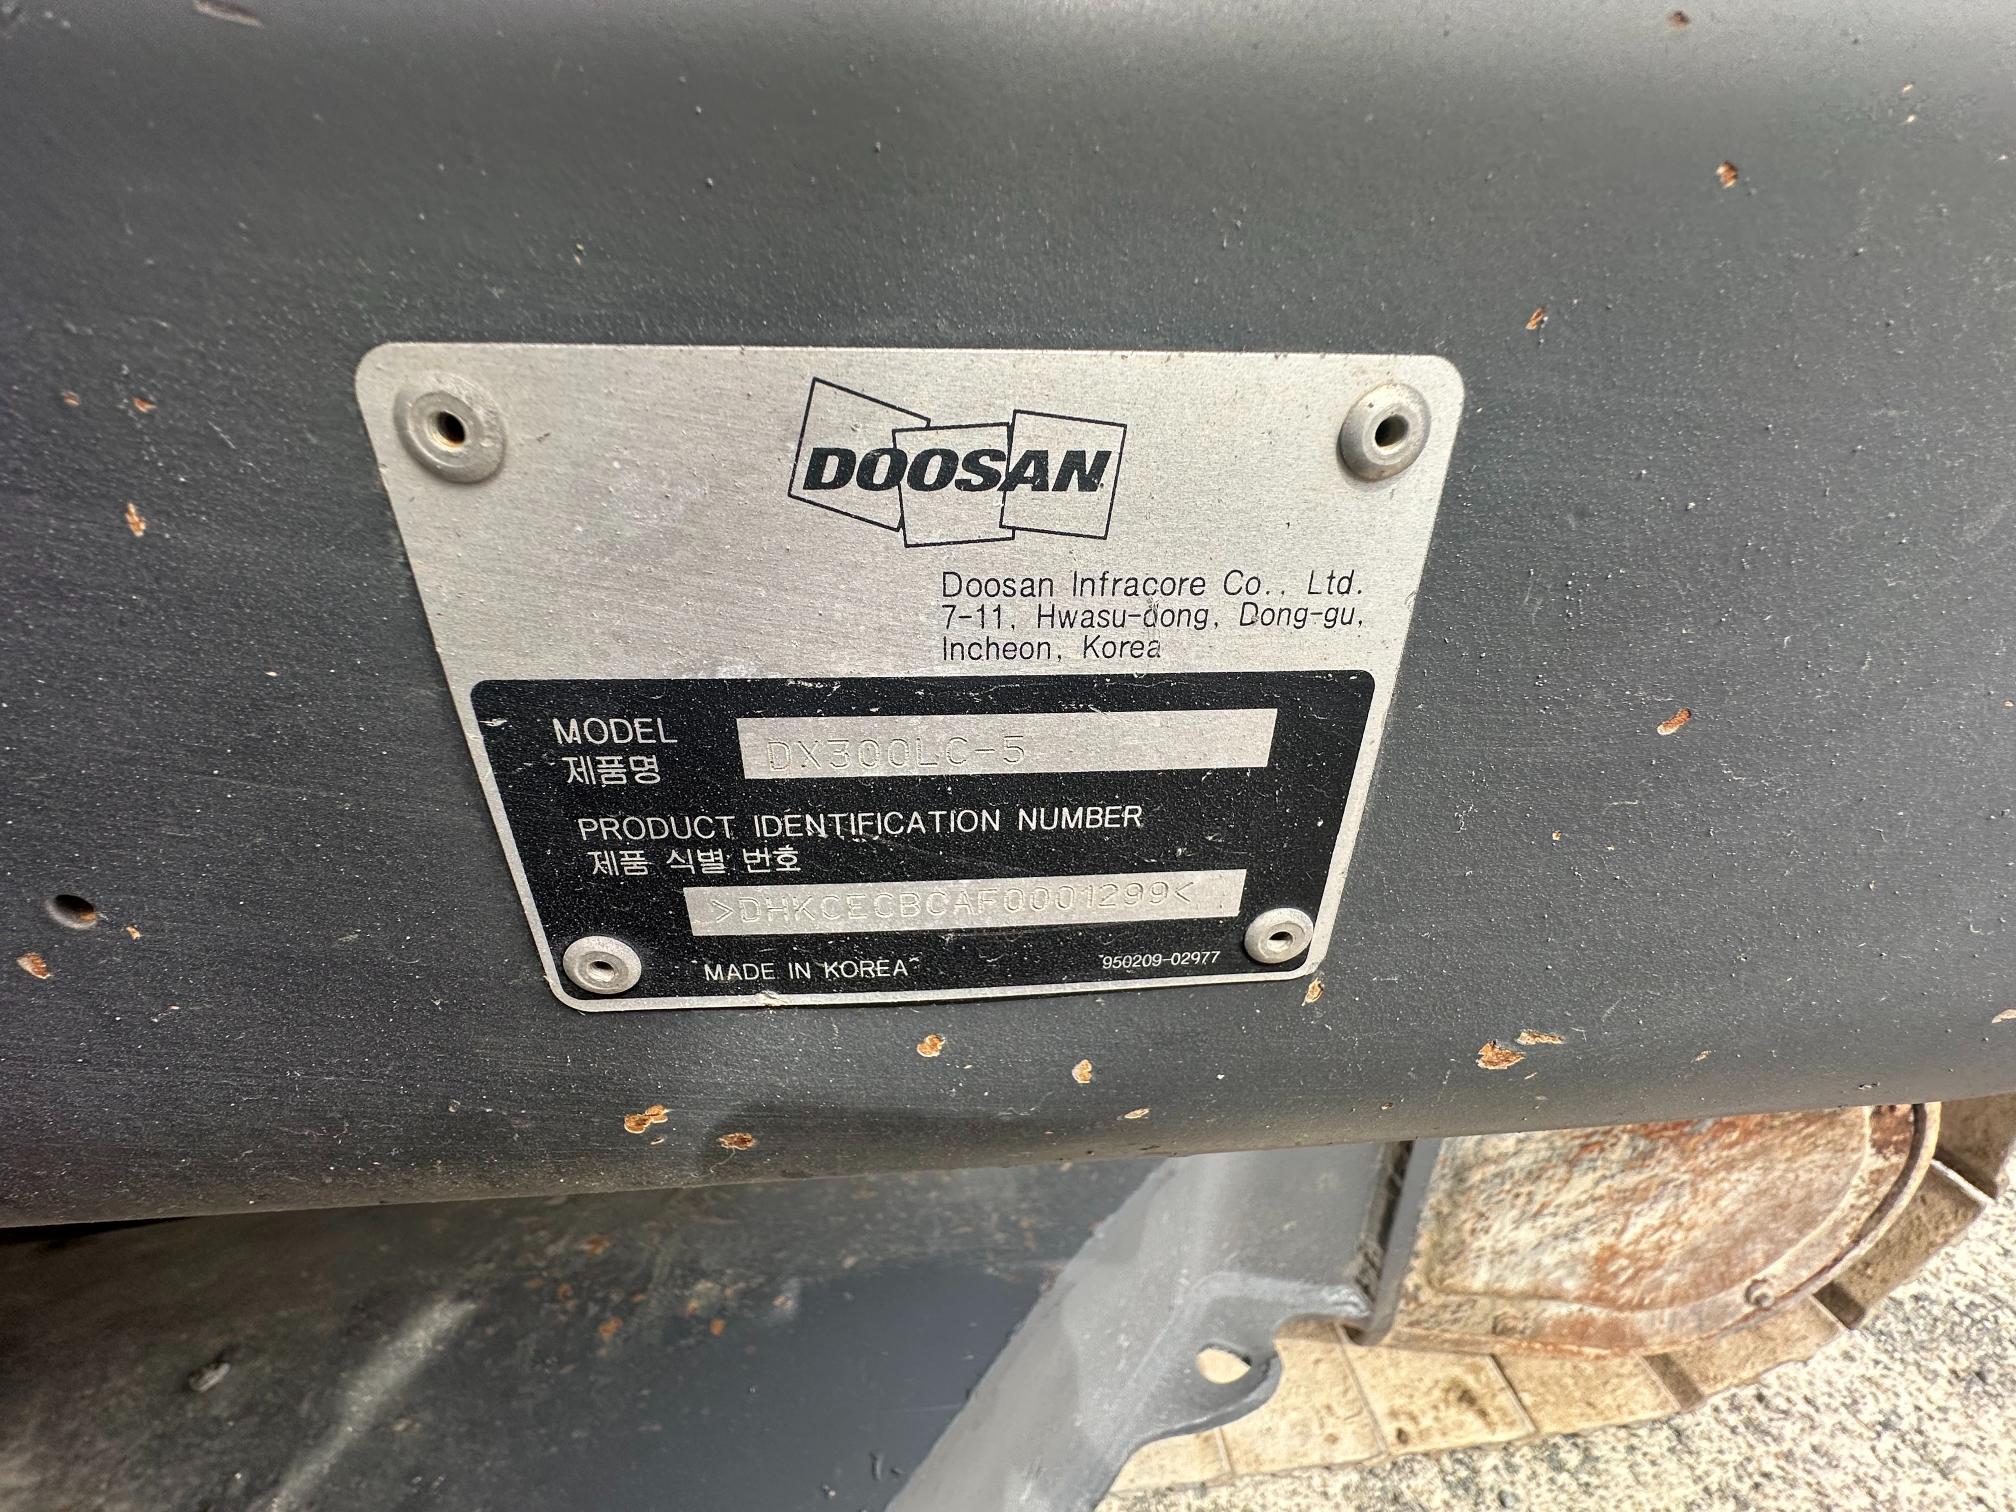 DOOSAN
Doosan Infracore Co., Ltd.
7-11, Hwasu-dong, Dong-gu,
Incheon, Korea
MODEL DX300LC-5
제품명
PRODUCT IDENTIFICATION NUMBER
제품 식별 번호
>DHKCECBCAF0001299<
MADE IN KOREA 950209-02977